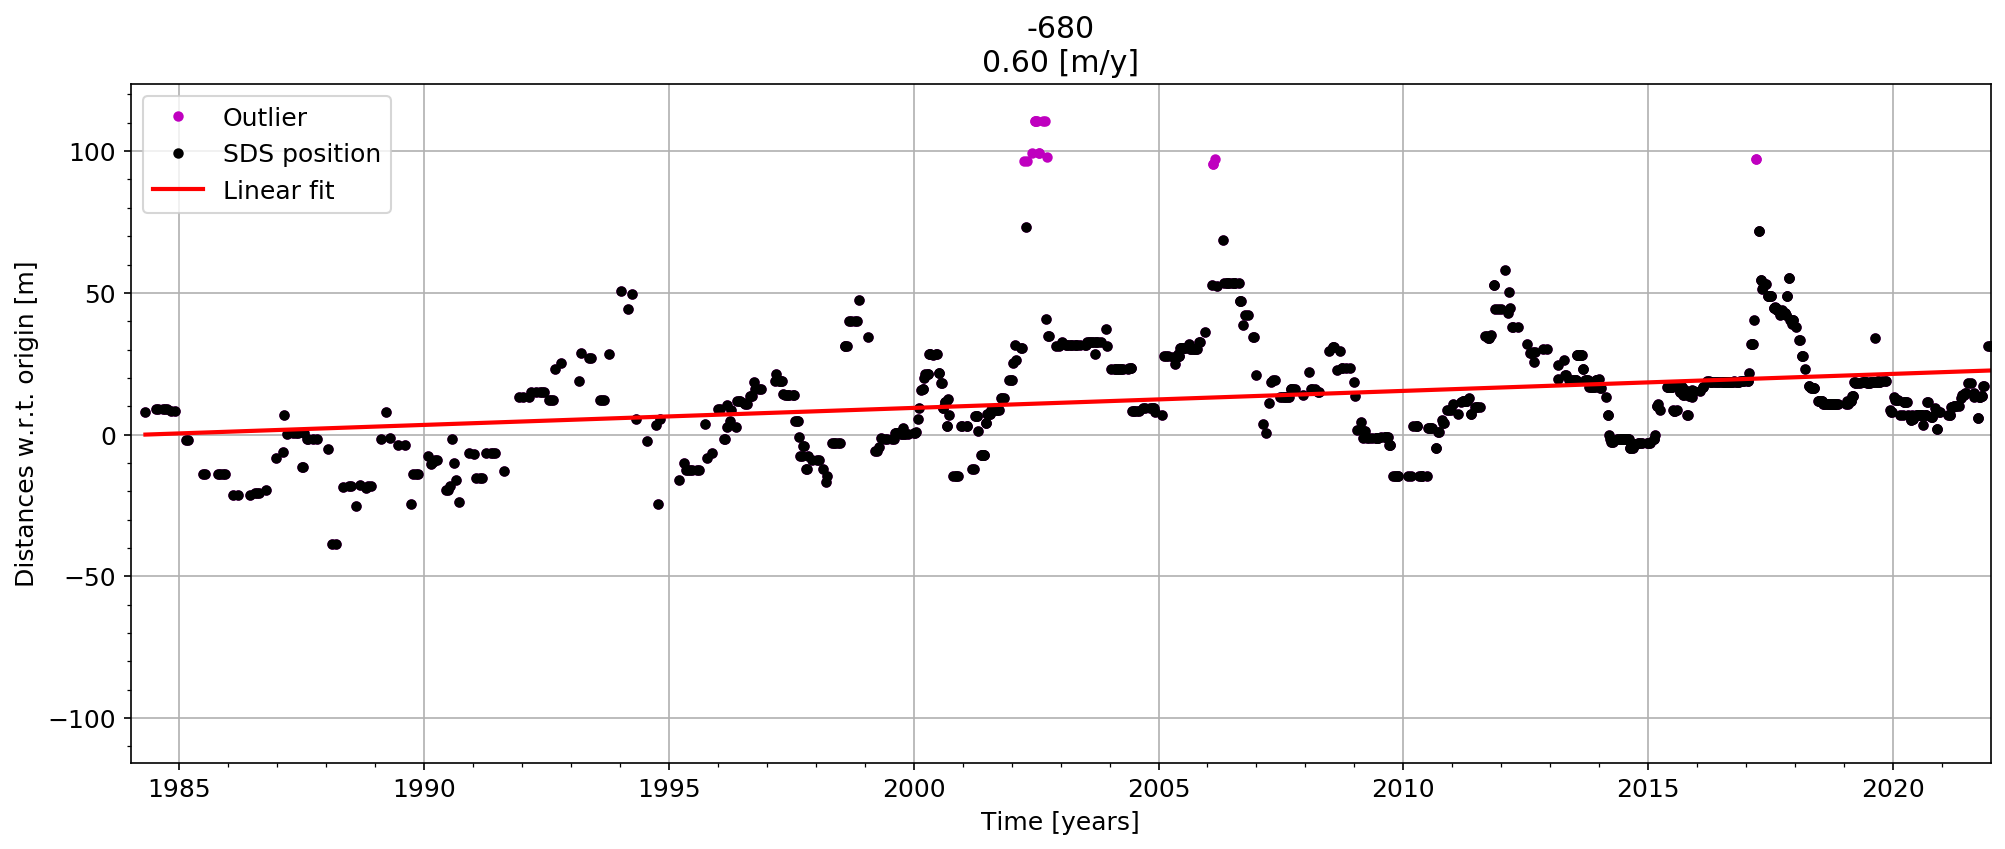 -680
0.60 [m/y]
Outlier
SDS position
Linear fit
Distances w.r.t. origin [m]
100
50
0
−50
−100
1985 1990 1995 2000 2005 2010 2015 2020
Time [years]